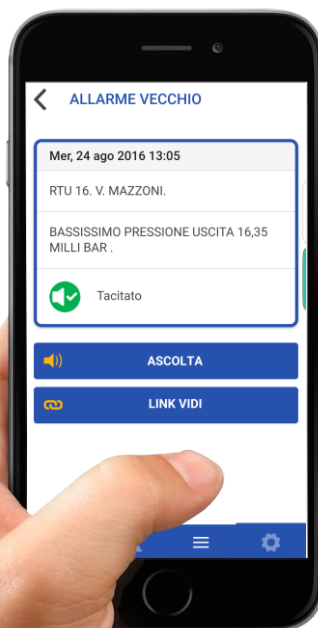 ALLARME VECCHIO
Mer, 24 ago 2016 13:05
RTU 16. V. MAZZONI.
BASSISSIMO PRESSIONE USCITA 16,35
MILLI BAR .
Tacitato
ASCOLTA
LINK VIDI